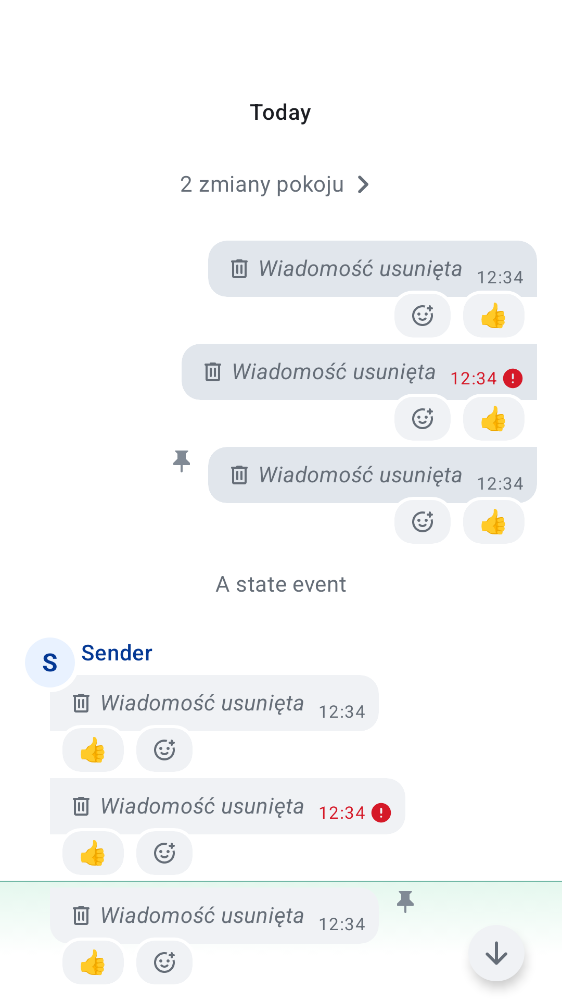 Today
2 zmiany pokoju
Wiadomość usunięta 12:34
👍
Wiadomość usunięta 12:34
👍
Wiadomość usunięta 12:34
👍
A state event
S Sender
Wiadomość usunięta 12:34
👍
Wiadomość usunięta 12:34
👍
Wiadomość usunięta 12:34
👍